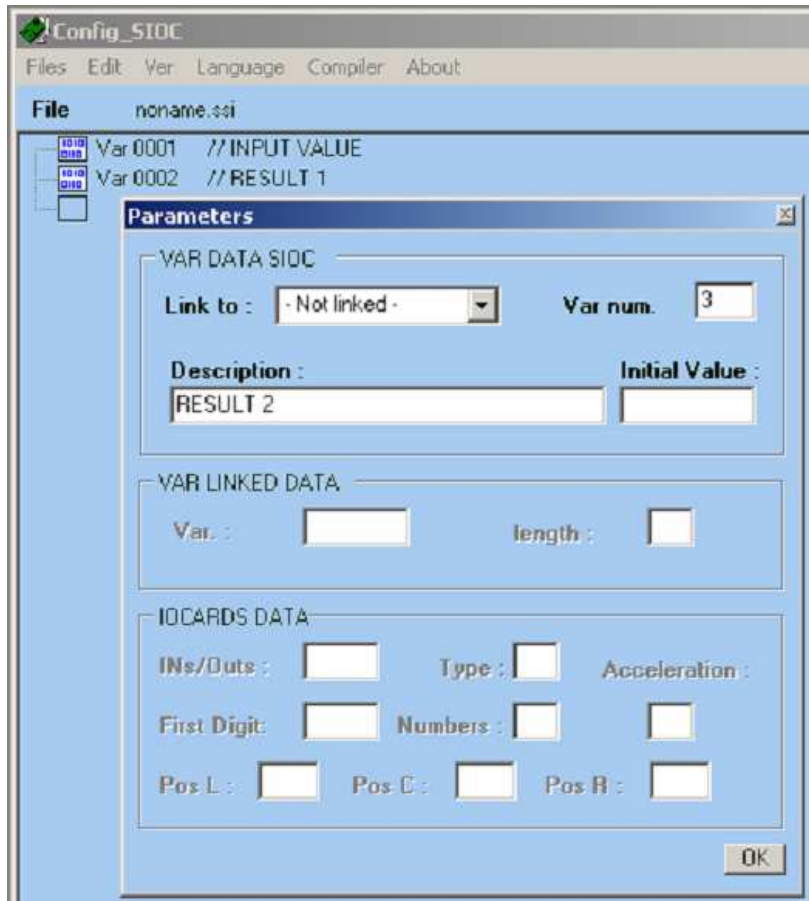 Config_SIOC
Files Edit Ver Language Compiler About
File noname.ssi
Var 0001 // INPUT VALUE
Var 0002 // RESULT 1
Parameters
VAR DATA SIOC
Link to : - Not linked - Var num. 3
Description : Initial Value :
RESULT 2
VAR LINKED DATA
Var. : length :
IOCARDS DATA
INs/Outs : Type : Acceleration :
First Digit: Numbers :
Pos L : Pos C : Pos R :
OK